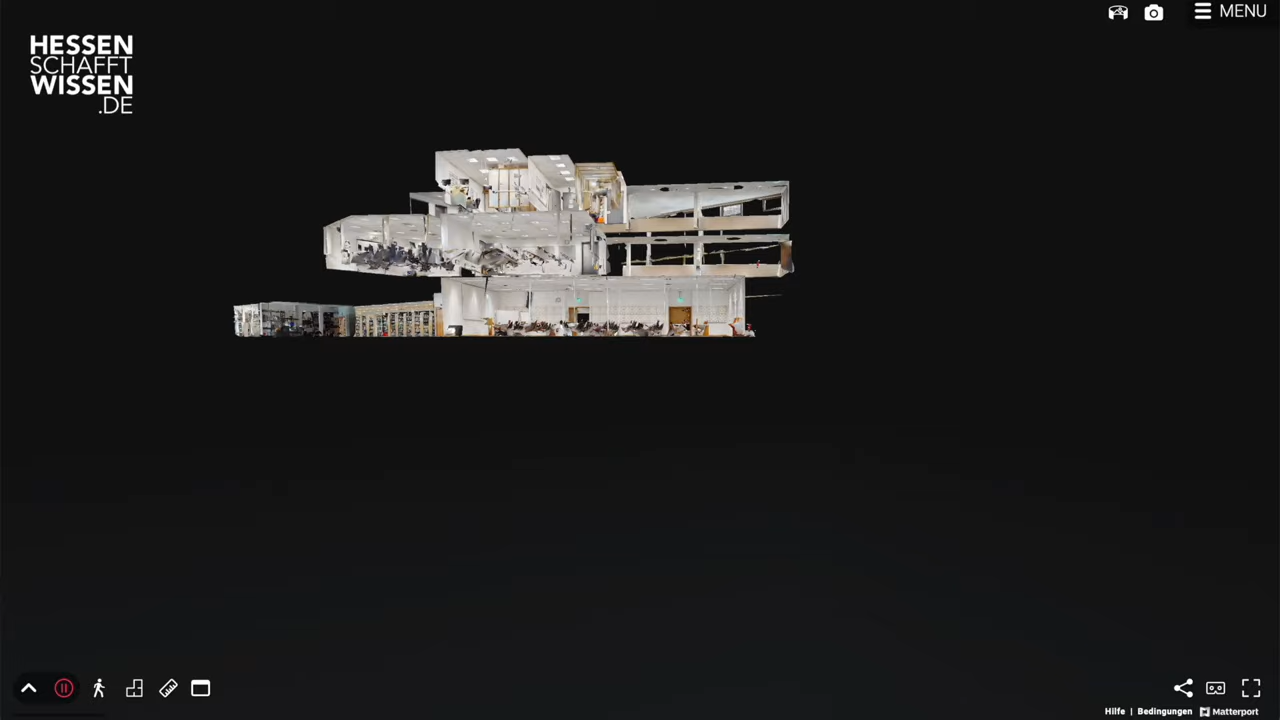 MENU
HESSEN
SCHAFFT
WISSEN
.DE
Hilfe | Bedingungen Matterport